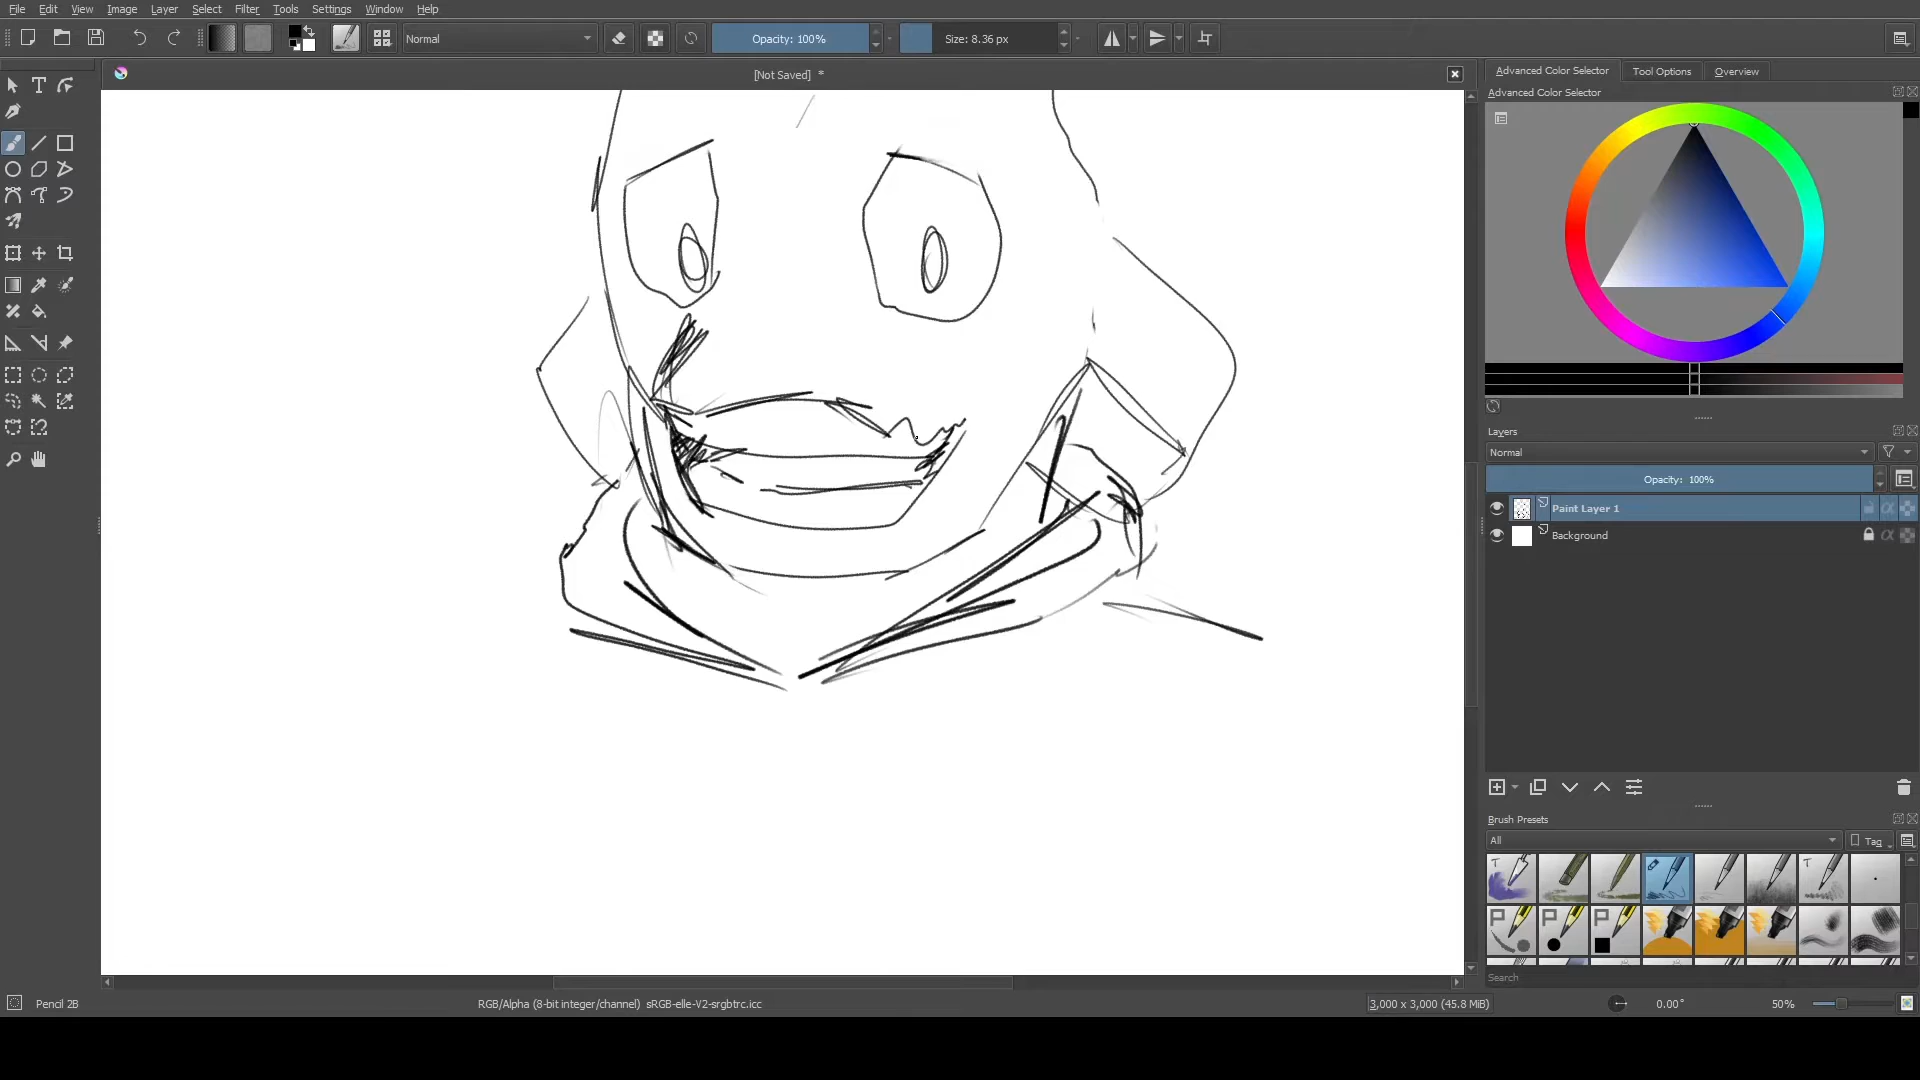 File Edit View Image Layer Select Filter Tools Settings Window Help
Normal Opacity: 100% Size: 8.36 px
[Not Saved] *
Advanced Color Selector Tool Options Overview
Advanced Color Selector
Layers
Normal
Opacity: 100%
Paint Layer 1
Background
Brush Presets
All Tag
T T
P P P
Search
Pencil 2B RGB/Alpha (8-bit integer/channel) sRGB-elle-V2-srgbtrc.icc 3,000 x 3,000 (45.8 MiB) 0.00° 50%